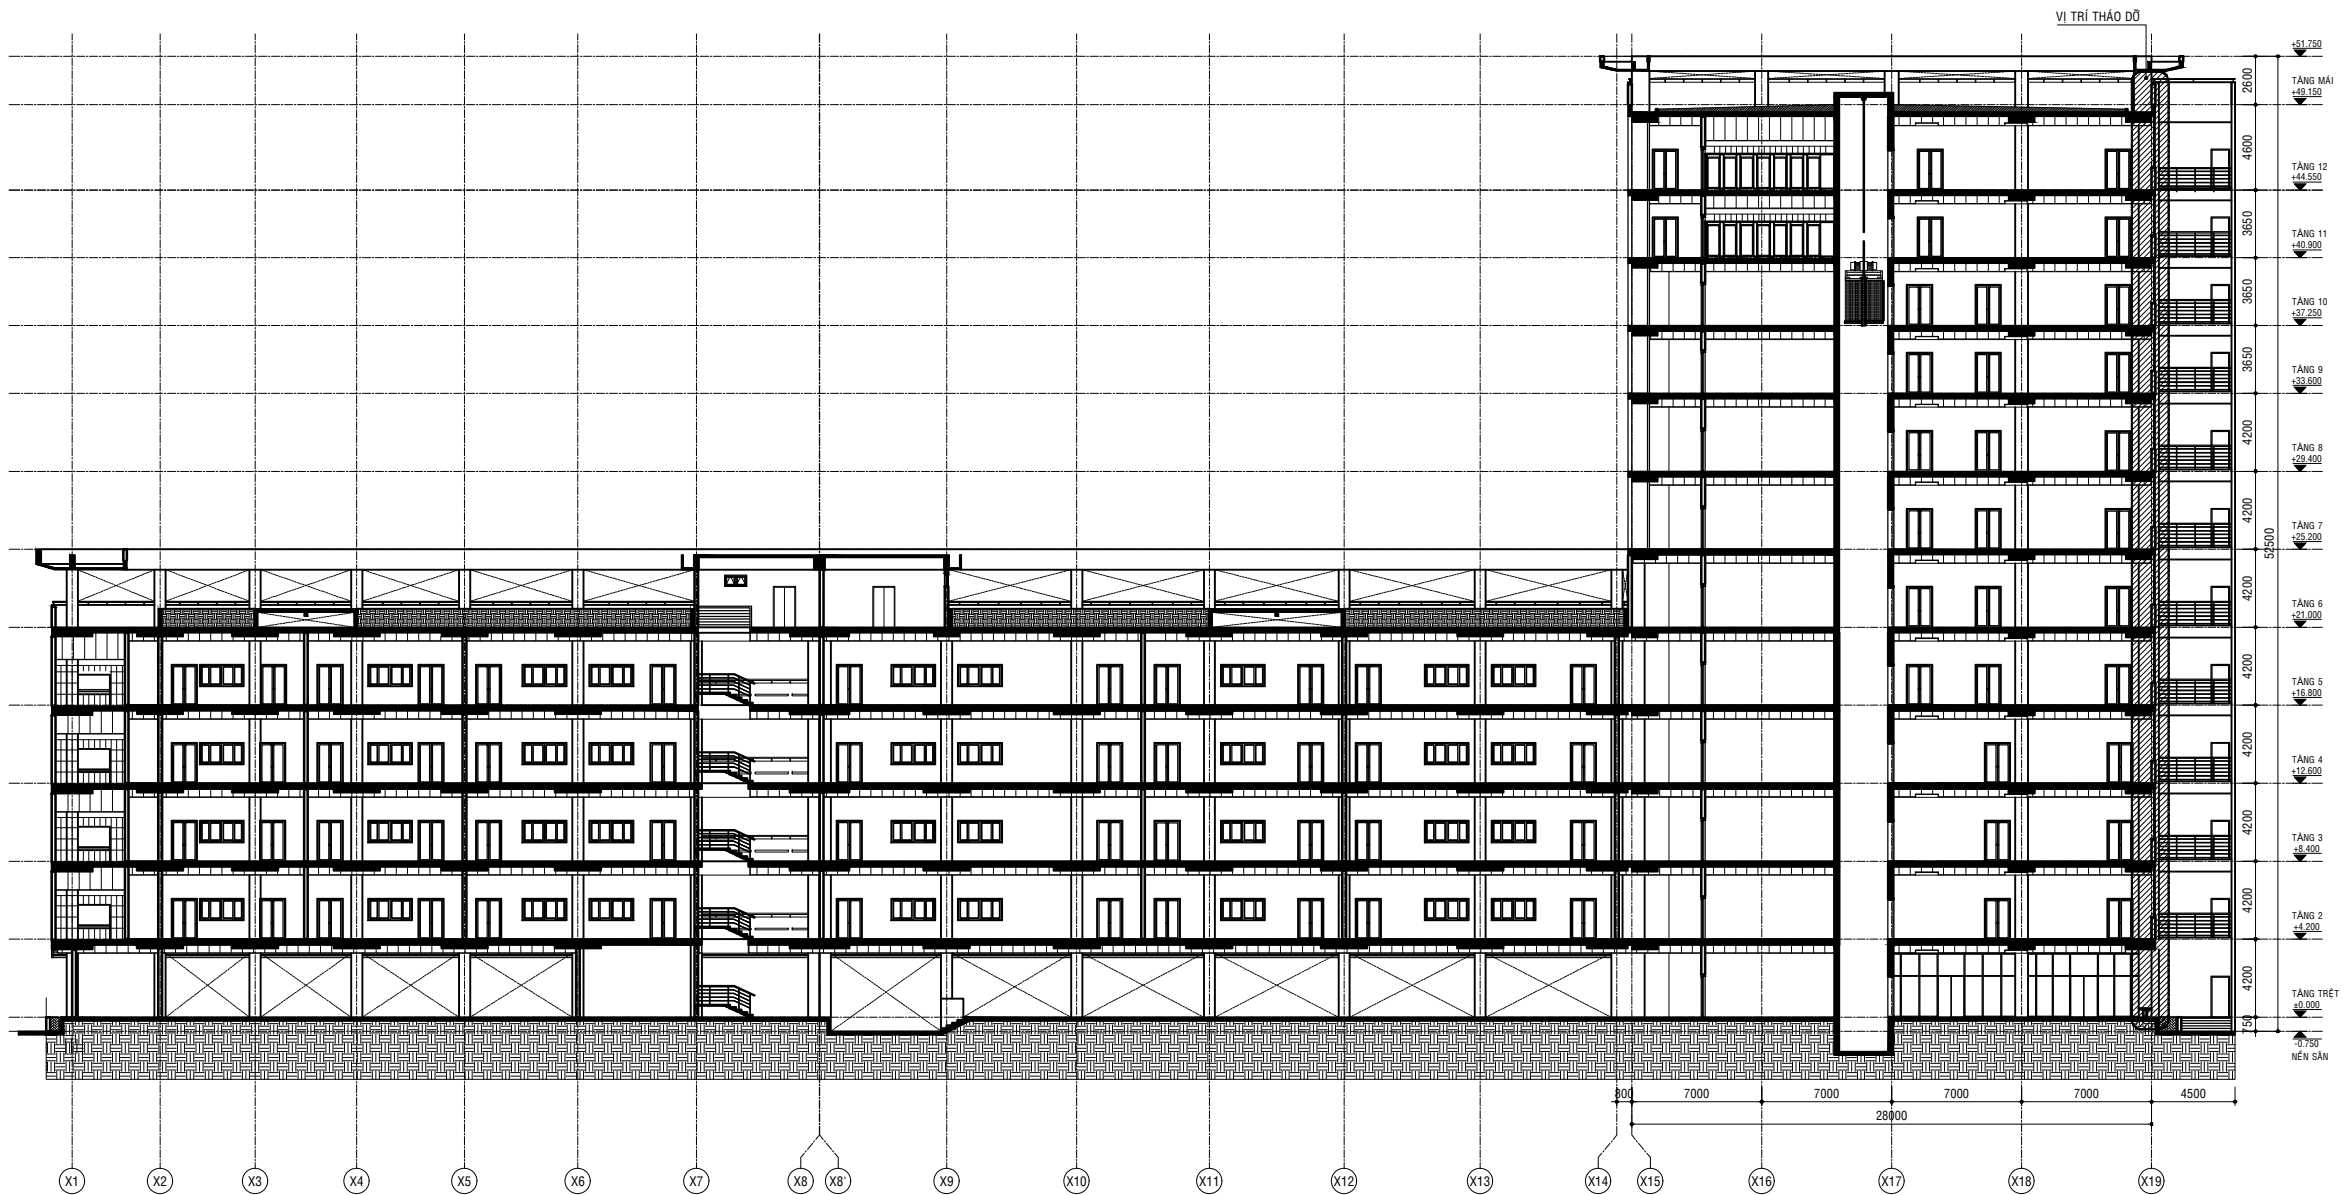 VỊ TRÍ THÁO DỠ
+51.750
2600
TẦNG MÁI
+49.150
4600
TẦNG 12
+44.550
3650
TẦNG 11
+40.900
3650
TẦNG 10
+37.250
3650
TẦNG 9
+33.600
4200
TẦNG 8
+29.400
4200
TẦNG 7
+25.200
52500
4200
TẦNG 6
+21.000
4200
TẦNG 5
+16.800
4200
TẦNG 4
+12.600
4200
TẦNG 3
+8.400
4200
TẦNG 2
+4.200
4200
TẦNG TRỆT
±0.000
750
-0.750
NỀN SÂN
800 7000 7000 7000 7000 4500
28000
X1 X2 X3 X4 X5 X6 X7 X8 X8' X9 X10 X11 X12 X13 X14 X15 X16 X17 X18 X19